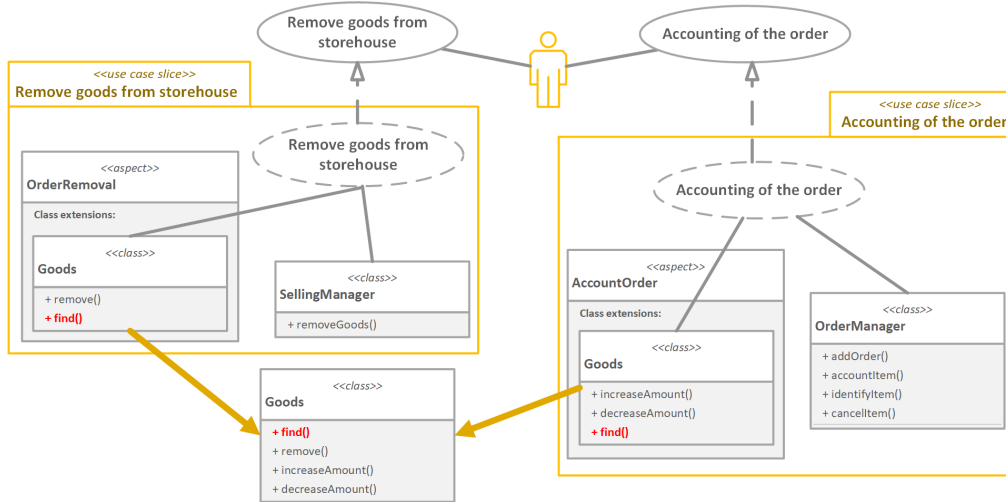 Remove goods from
storehouse
Accounting of the order
<<use case slice>>
Remove goods from storehouse
<<use case slice>>
Accounting of the order
Remove goods from
storehouse
<<aspect>>
OrderRemoval
Class extensions:
<<class>>
Goods
+ remove()
+ find()
<<class>>
SellingManager
+ removeGoods()
Accounting of the order
<<aspect>>
AccountOrder
Class extensions:
<<class>>
Goods
+ increaseAmount()
+ decreaseAmount()
+ find()
<<class>>
OrderManager
+ addOrder()
+ accountItem()
+ identifyItem()
+ cancelItem()
<<class>>
Goods
+ find()
+ remove()
+ increaseAmount()
+ decreaseAmount()